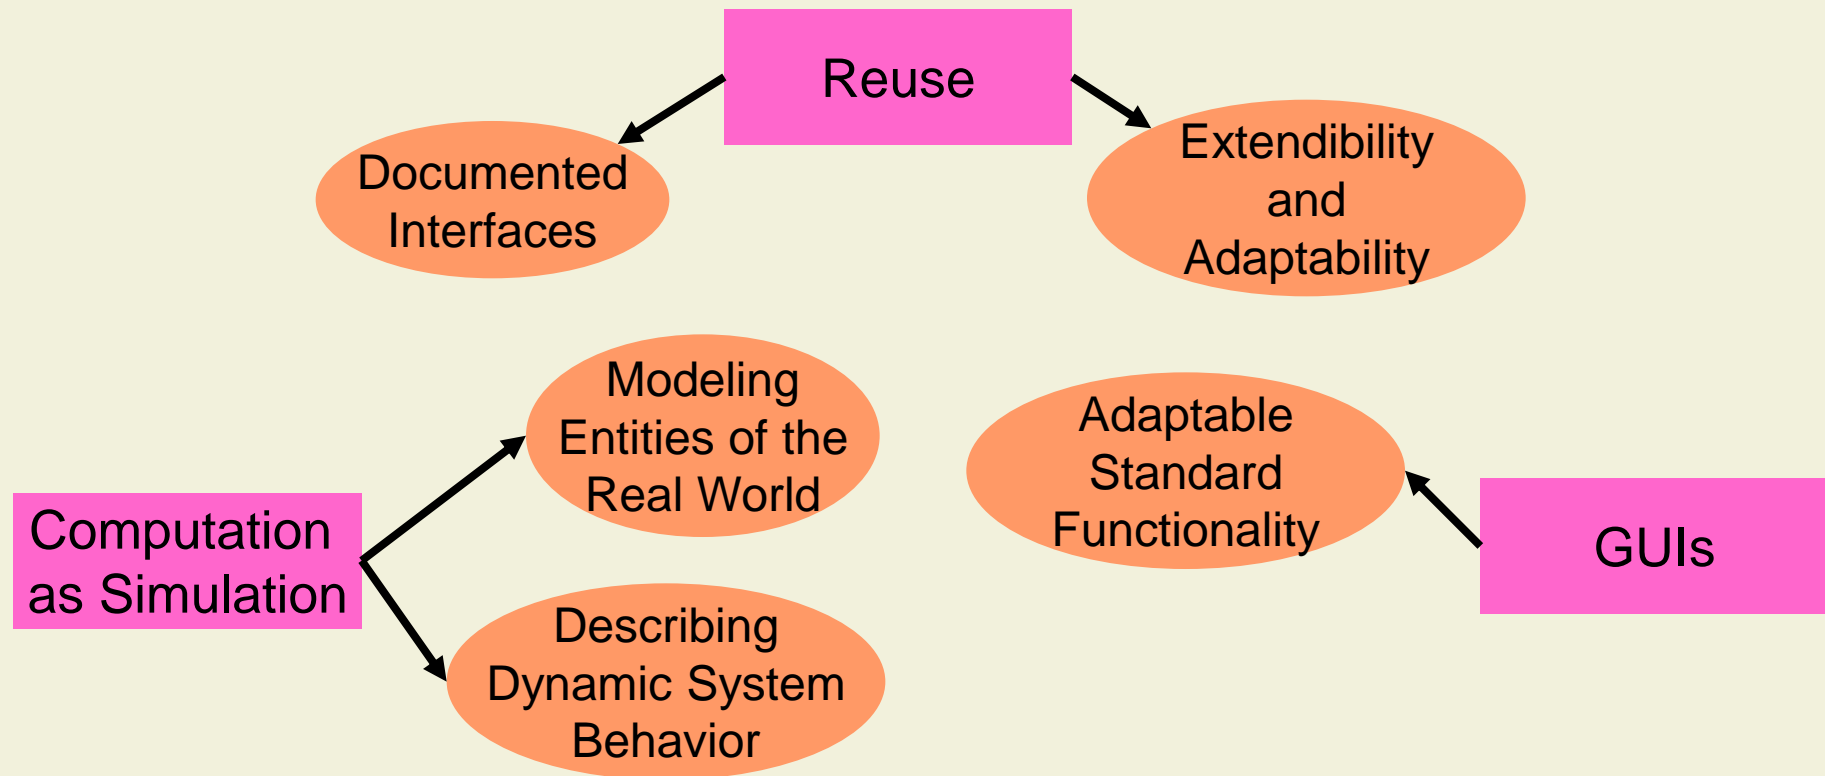 Reuse
Documented
Interfaces
Extendibility
and
Adaptability
Modeling
Entities of the
Real World
Adaptable
Standard
Functionality
Computation
as Simulation
GUIs
Describing
Dynamic System
Behavior